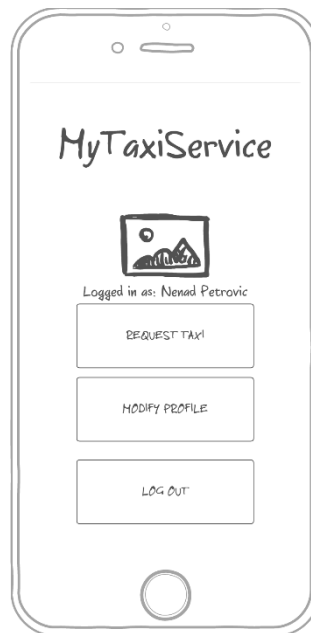 MyTaxiService
Logged in as: Nenad Petrovic
REQUEST TAXI
MODIFY PROFILE
LOG OUT